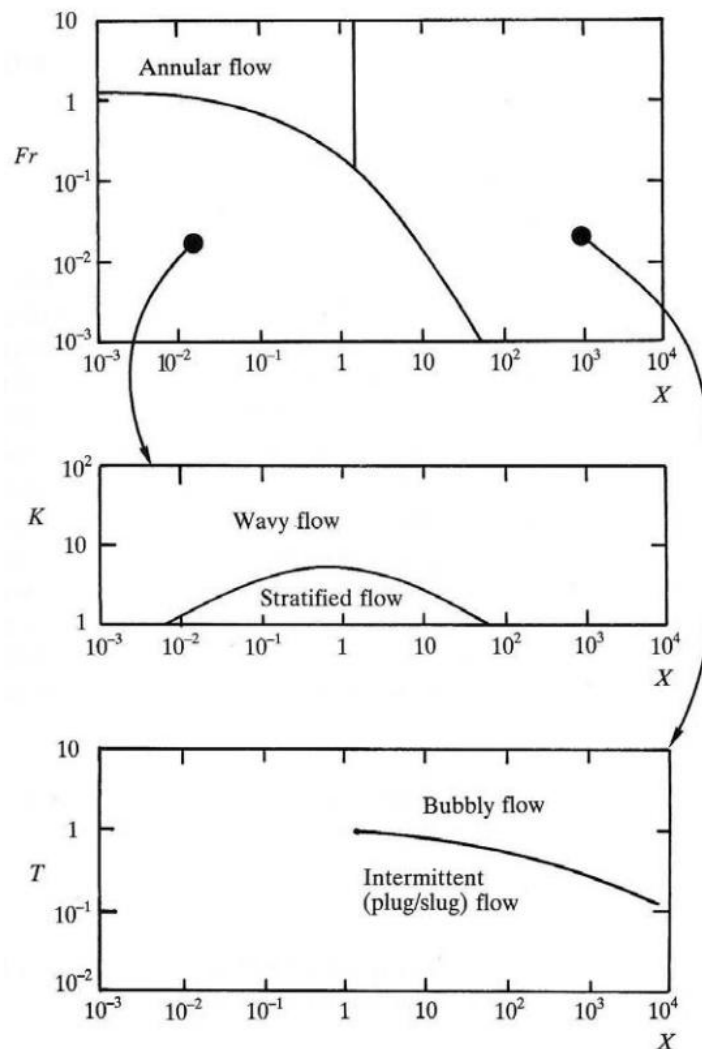 10
Annular flow
1
Fr
10⁻¹
10⁻²
10⁻³
10⁻³ 10⁻² 10⁻¹ 1 10 10² 10³ 10⁴
X
10²
K
Wavy flow
10
Stratified flow
1
10⁻³ 10⁻² 10⁻¹ 1 10 10² 10³ 10⁴
X
10
Bubbly flow
1
T
Intermittent
(plug/slug) flow
10⁻¹
10⁻²
10⁻³ 10⁻² 10⁻¹ 1 10 10² 10³ 10⁴
X